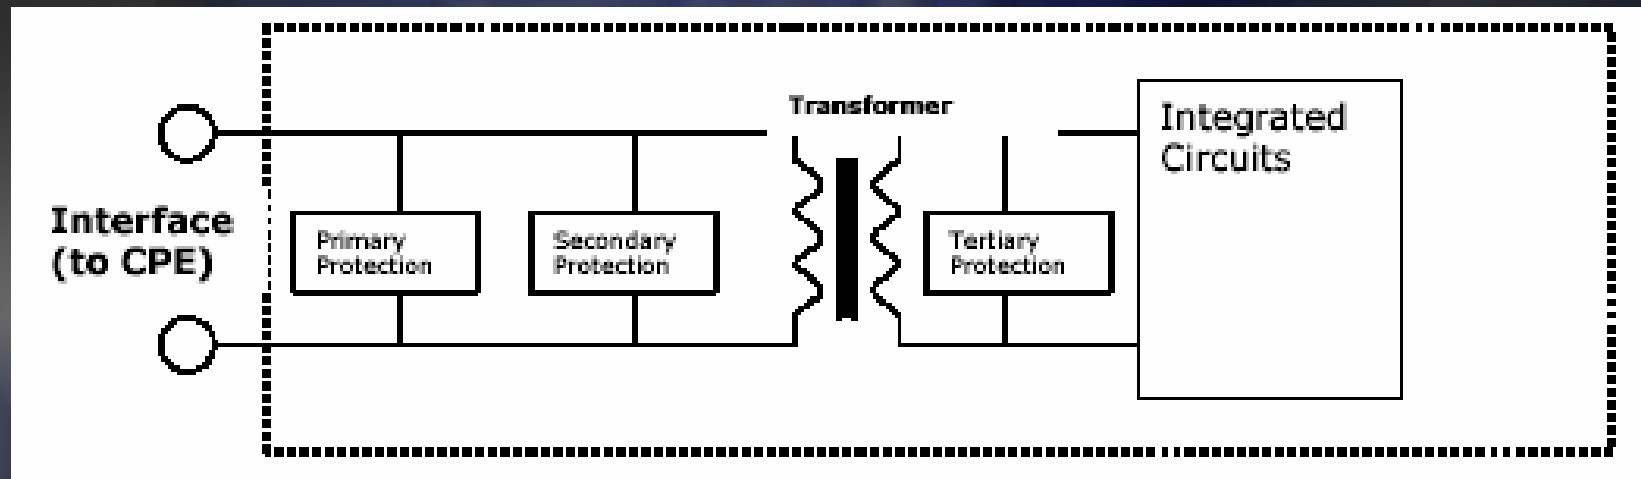 Transformer
Integrated
Circuits
Interface
(to CPE)
Primary
Protection
Secondary
Protection
Tertiary
Protection